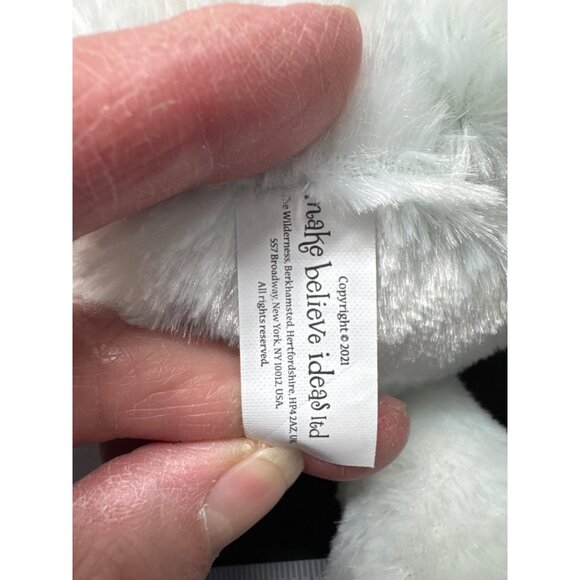 Copyright © 2021
make believe ideas ltd
The Wilderness, Berkhamsted, Hertfordshire, HP4 2AZ, UK
557 Broadway, New York, NY 10012, USA.
All rights reserved.